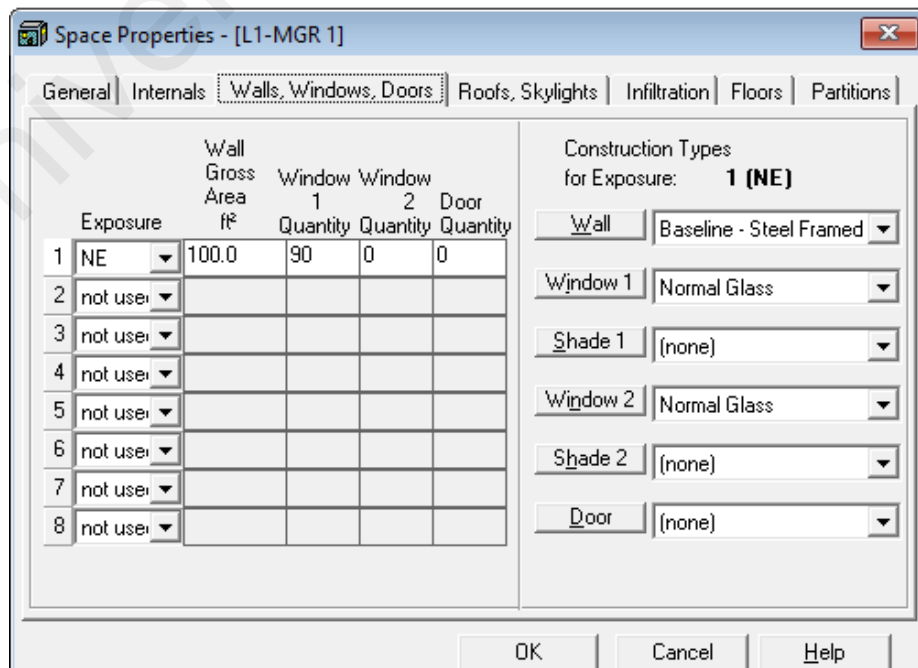 Space Properties - [L1-MGR 1]
General Internals Walls, Windows, Doors Roofs, Skylights Infiltration Floors Partitions
Exposure
Wall Gross Area ft²
Window 1 Quantity
Window 2 Quantity
Door Quantity
1 NE 100.0 90 0 0
2 not use
3 not use
4 not use
5 not use
6 not use
7 not use
8 not use
Construction Types
for Exposure: 1 (NE)
Wall Baseline - Steel Framed
Window 1 Normal Glass
Shade 1 (none)
Window 2 Normal Glass
Shade 2 (none)
Door (none)
OK Cancel Help